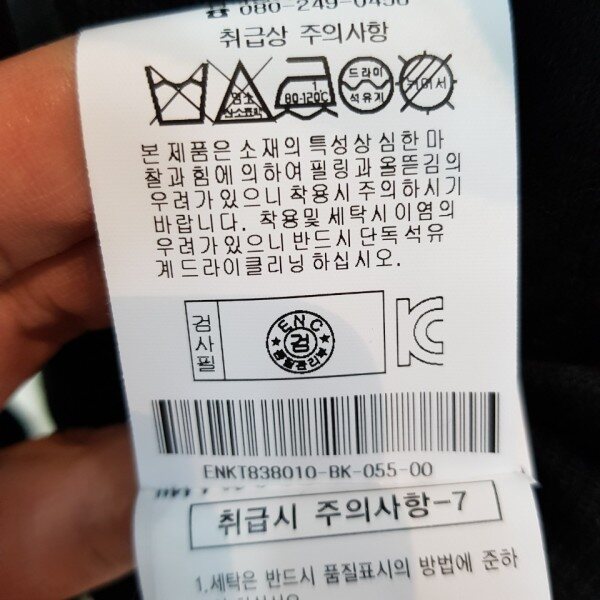 ☎ 080-249-0456
취급상 주의사항
염소
산소표백
1
80-120℃
드라이
석유계
본 제품은 소재의 특성상 심한 마
찰과 힘에 의하여 필링과 올뜯김의
우려가 있으니 착용시 주의하시기
바랍니다. 착용및 세탁시 이염의
우려가 있으니 반드시 단독 석유
계 드라이클리닝 하십시오.
검사필
ENC
검
품질관리부
KC
ENKT838010-BK-055-00
취급시 주의사항-7
1.세탁은 반드시 품질표시의 방법에 준하